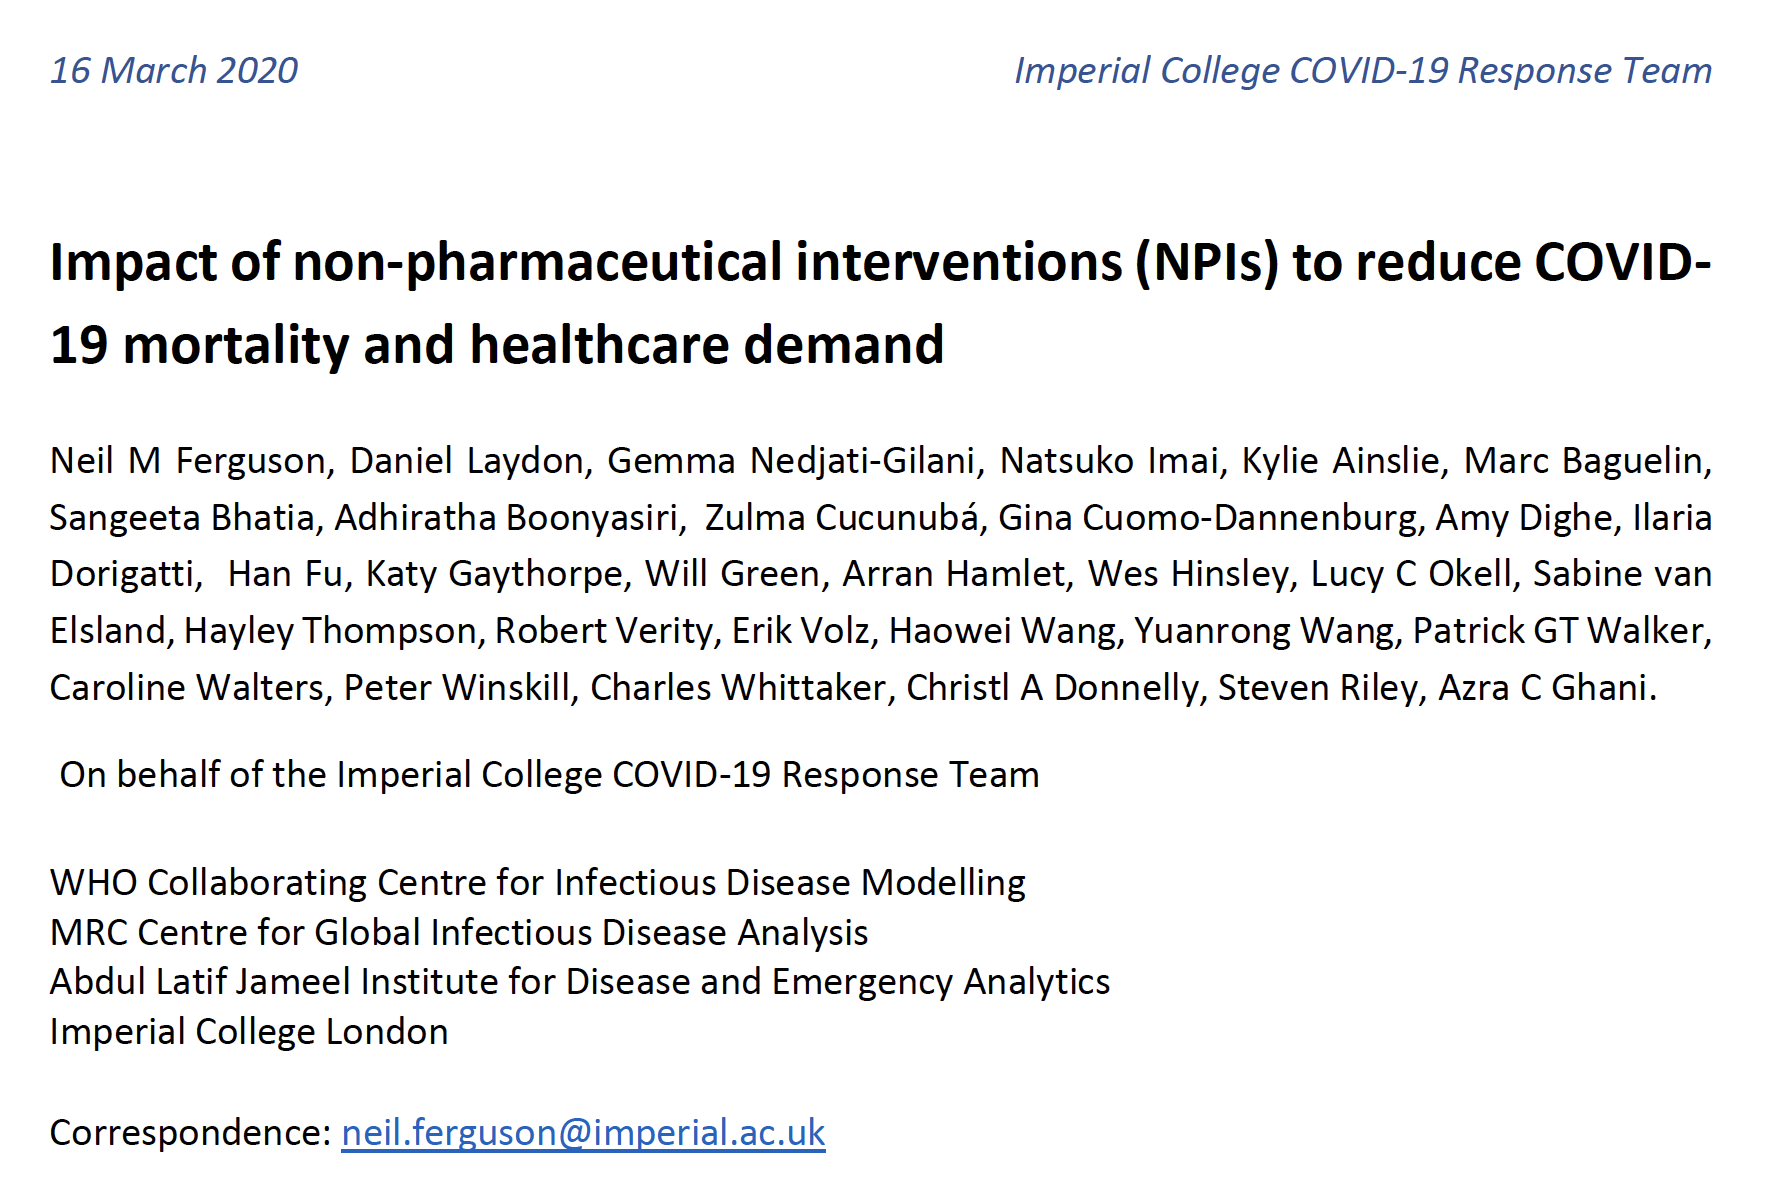 16 March 2020 Imperial College COVID-19 Response Team
Impact of non-pharmaceutical interventions (NPIs) to reduce COVID-
19 mortality and healthcare demand
Neil M Ferguson, Daniel Laydon, Gemma Nedjati-Gilani, Natsuko Imai, Kylie Ainslie, Marc Baguelin,
Sangeeta Bhatia, Adhiratha Boonyasiri, Zulma Cucunubá, Gina Cuomo-Dannenburg, Amy Dighe, Ilaria
Dorigatti, Han Fu, Katy Gaythorpe, Will Green, Arran Hamlet, Wes Hinsley, Lucy C Okell, Sabine van
Elsland, Hayley Thompson, Robert Verity, Erik Volz, Haowei Wang, Yuanrong Wang, Patrick GT Walker,
Caroline Walters, Peter Winskill, Charles Whittaker, Christl A Donnelly, Steven Riley, Azra C Ghani.
On behalf of the Imperial College COVID-19 Response Team
WHO Collaborating Centre for Infectious Disease Modelling
MRC Centre for Global Infectious Disease Analysis
Abdul Latif Jameel Institute for Disease and Emergency Analytics
Imperial College London
Correspondence: neil.ferguson@imperial.ac.uk